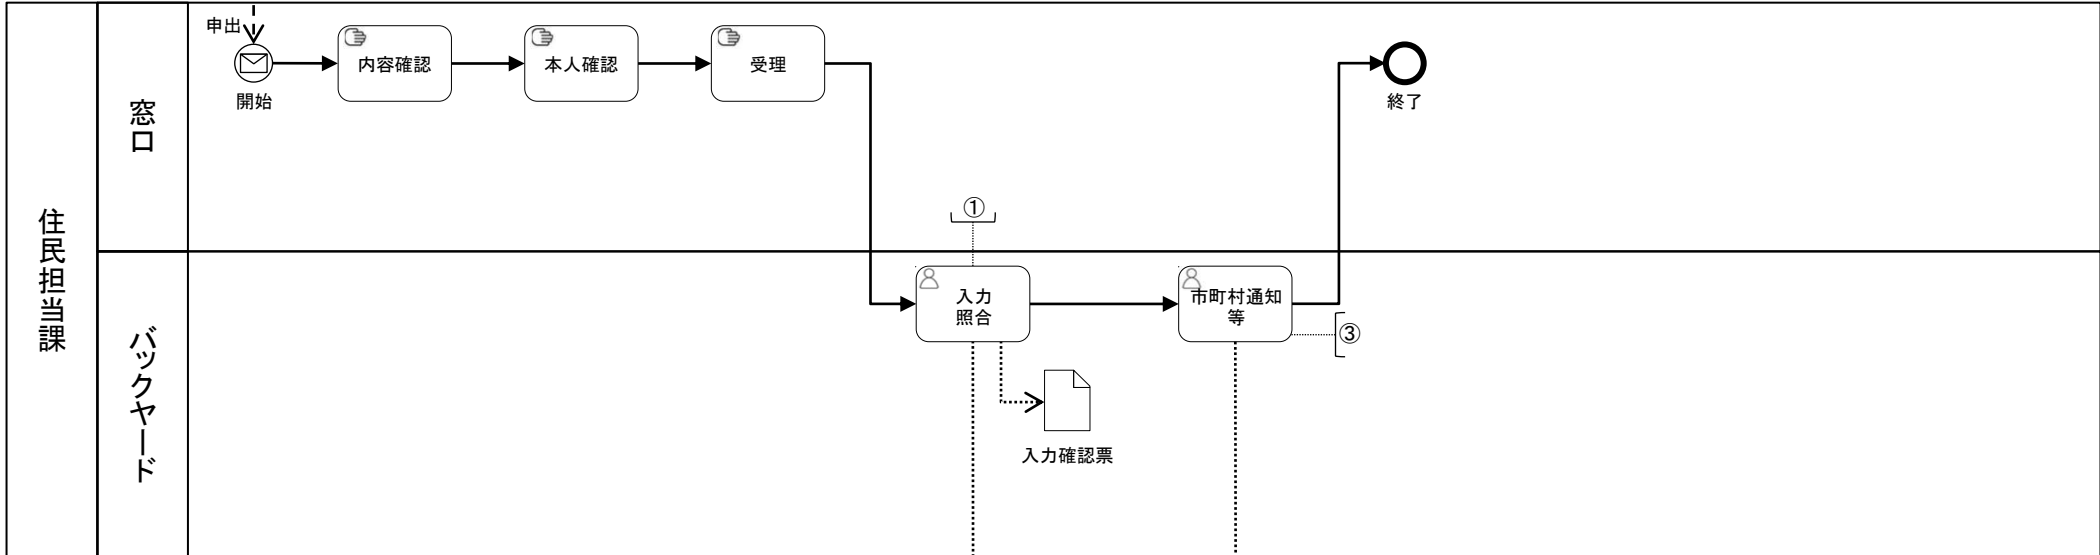 申出
開始
内容確認
本人確認
受理
終了
窓口
①
住民担当課
バックヤード
入力
照合
市町村通知
等
③
入力確認票